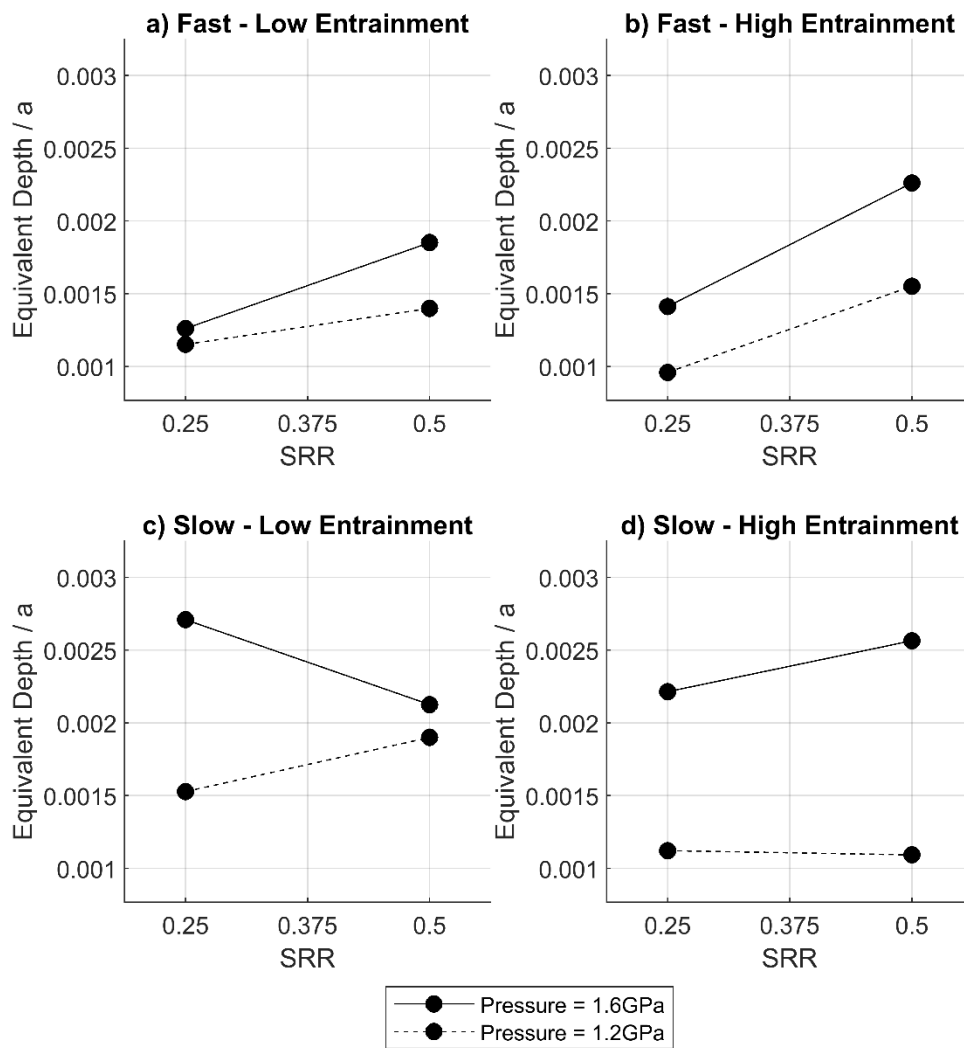 a) Fast - Low Entrainment
Equivalent Depth / a
0.003
0.0025
0.002
0.0015
0.001
0.25
0.375
0.5
SRR
b) Fast - High Entrainment
Equivalent Depth / a
0.003
0.0025
0.002
0.0015
0.001
0.25
0.375
0.5
SRR
c) Slow - Low Entrainment
Equivalent Depth / a
0.003
0.0025
0.002
0.0015
0.001
0.25
0.375
0.5
SRR
d) Slow - High Entrainment
Equivalent Depth / a
0.003
0.0025
0.002
0.0015
0.001
0.25
0.375
0.5
SRR
Pressure = 1.6GPa
Pressure = 1.2GPa